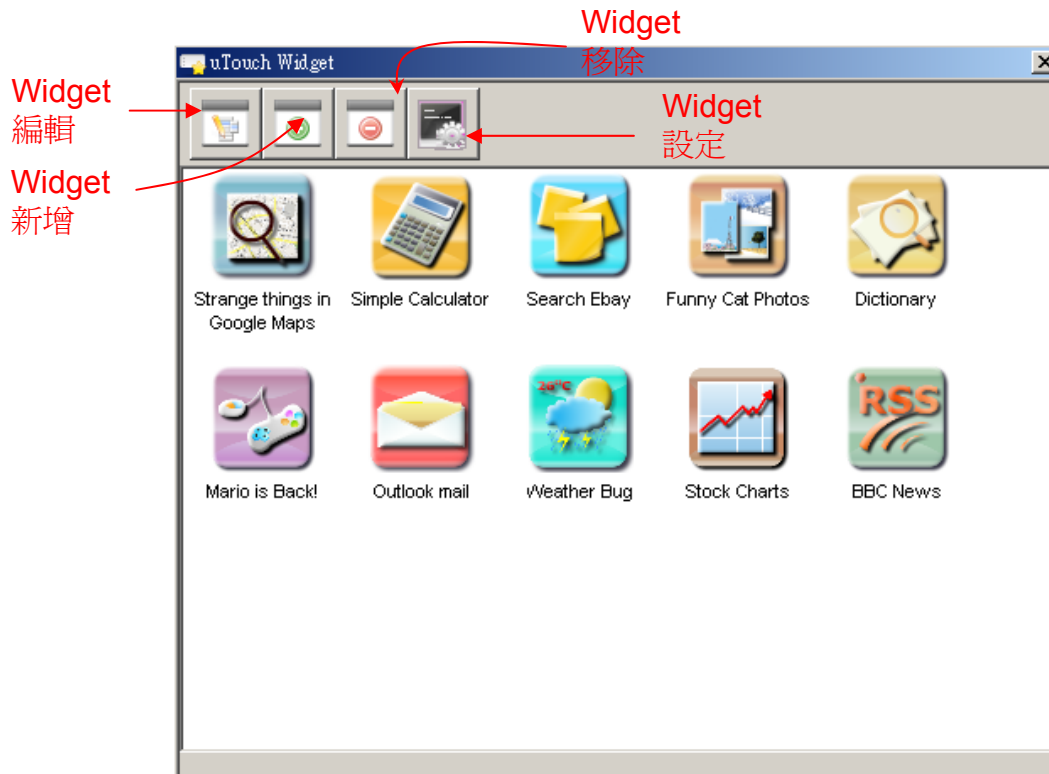 Widget
移除
uTouch Widget
Widget
編輯
Widget
設定
Widget
新增
Strange things in
Google Maps
Simple Calculator
Search Ebay
Funny Cat Photos
Dictionary
26°C
RSS
Mario is Back!
Outlook mail
Weather Bug
Stock Charts
BBC News